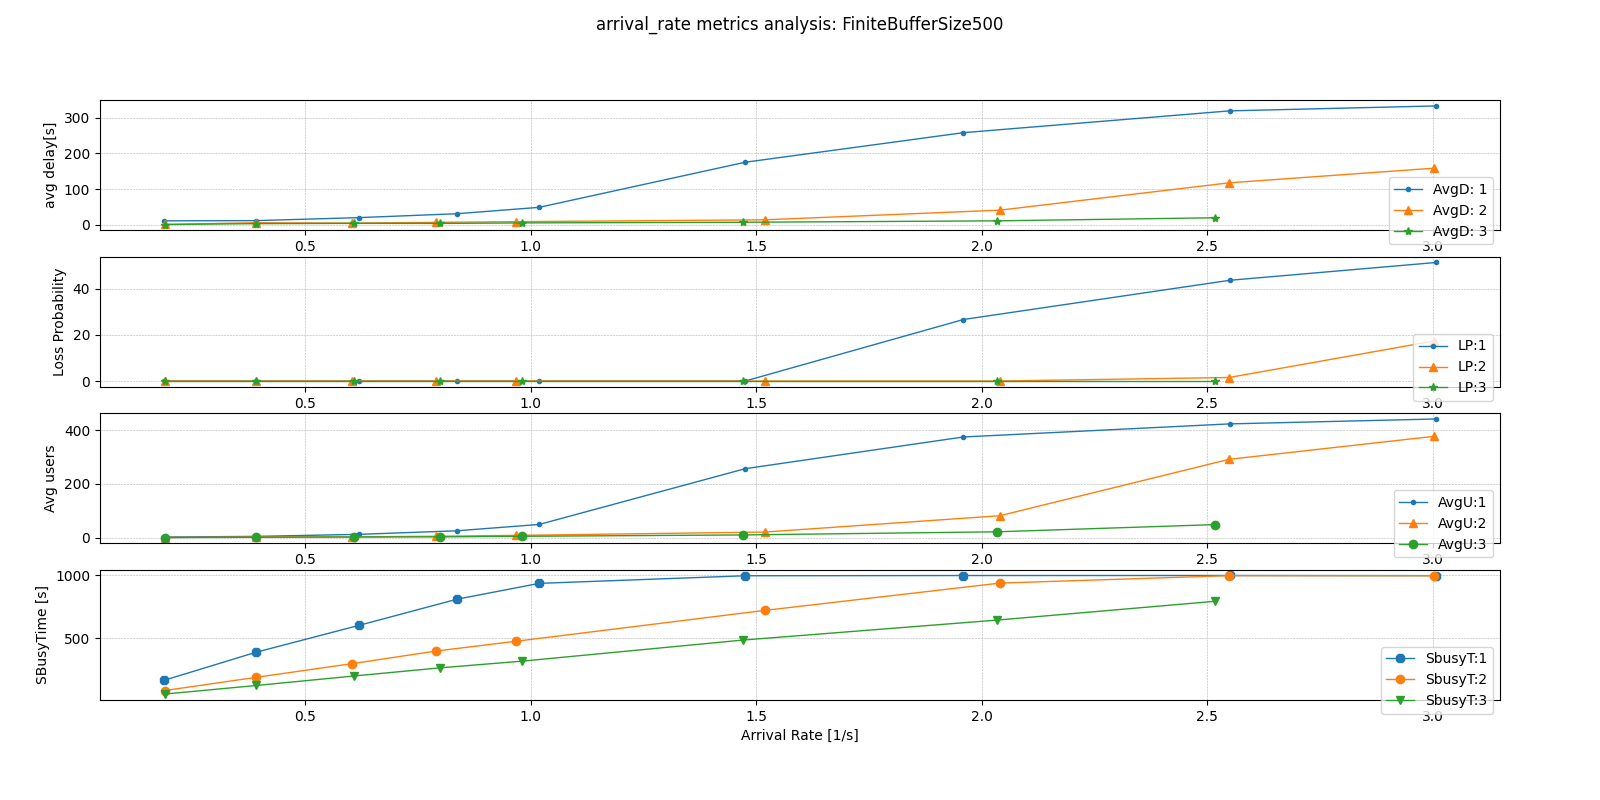 arrival_rate metrics analysis: FiniteBufferSize500
avg delay[s]
300
200
100
0
AvgD: 1
AvgD: 2
AvgD: 3
0.5 1.0 1.5 2.0 2.5 3.0
Loss Probability
40
20
0
LP:1
LP:2
LP:3
0.5 1.0 1.5 2.0 2.5 3.0
Avg users
400
200
0
AvgU:1
AvgU:2
AvgU:3
0.5 1.0 1.5 2.0 2.5 3.0
SBusyTime [s]
1000
500
SbusyT:1
SbusyT:2
SbusyT:3
0.5 1.0 1.5 2.0 2.5 3.0
Arrival Rate [1/s]